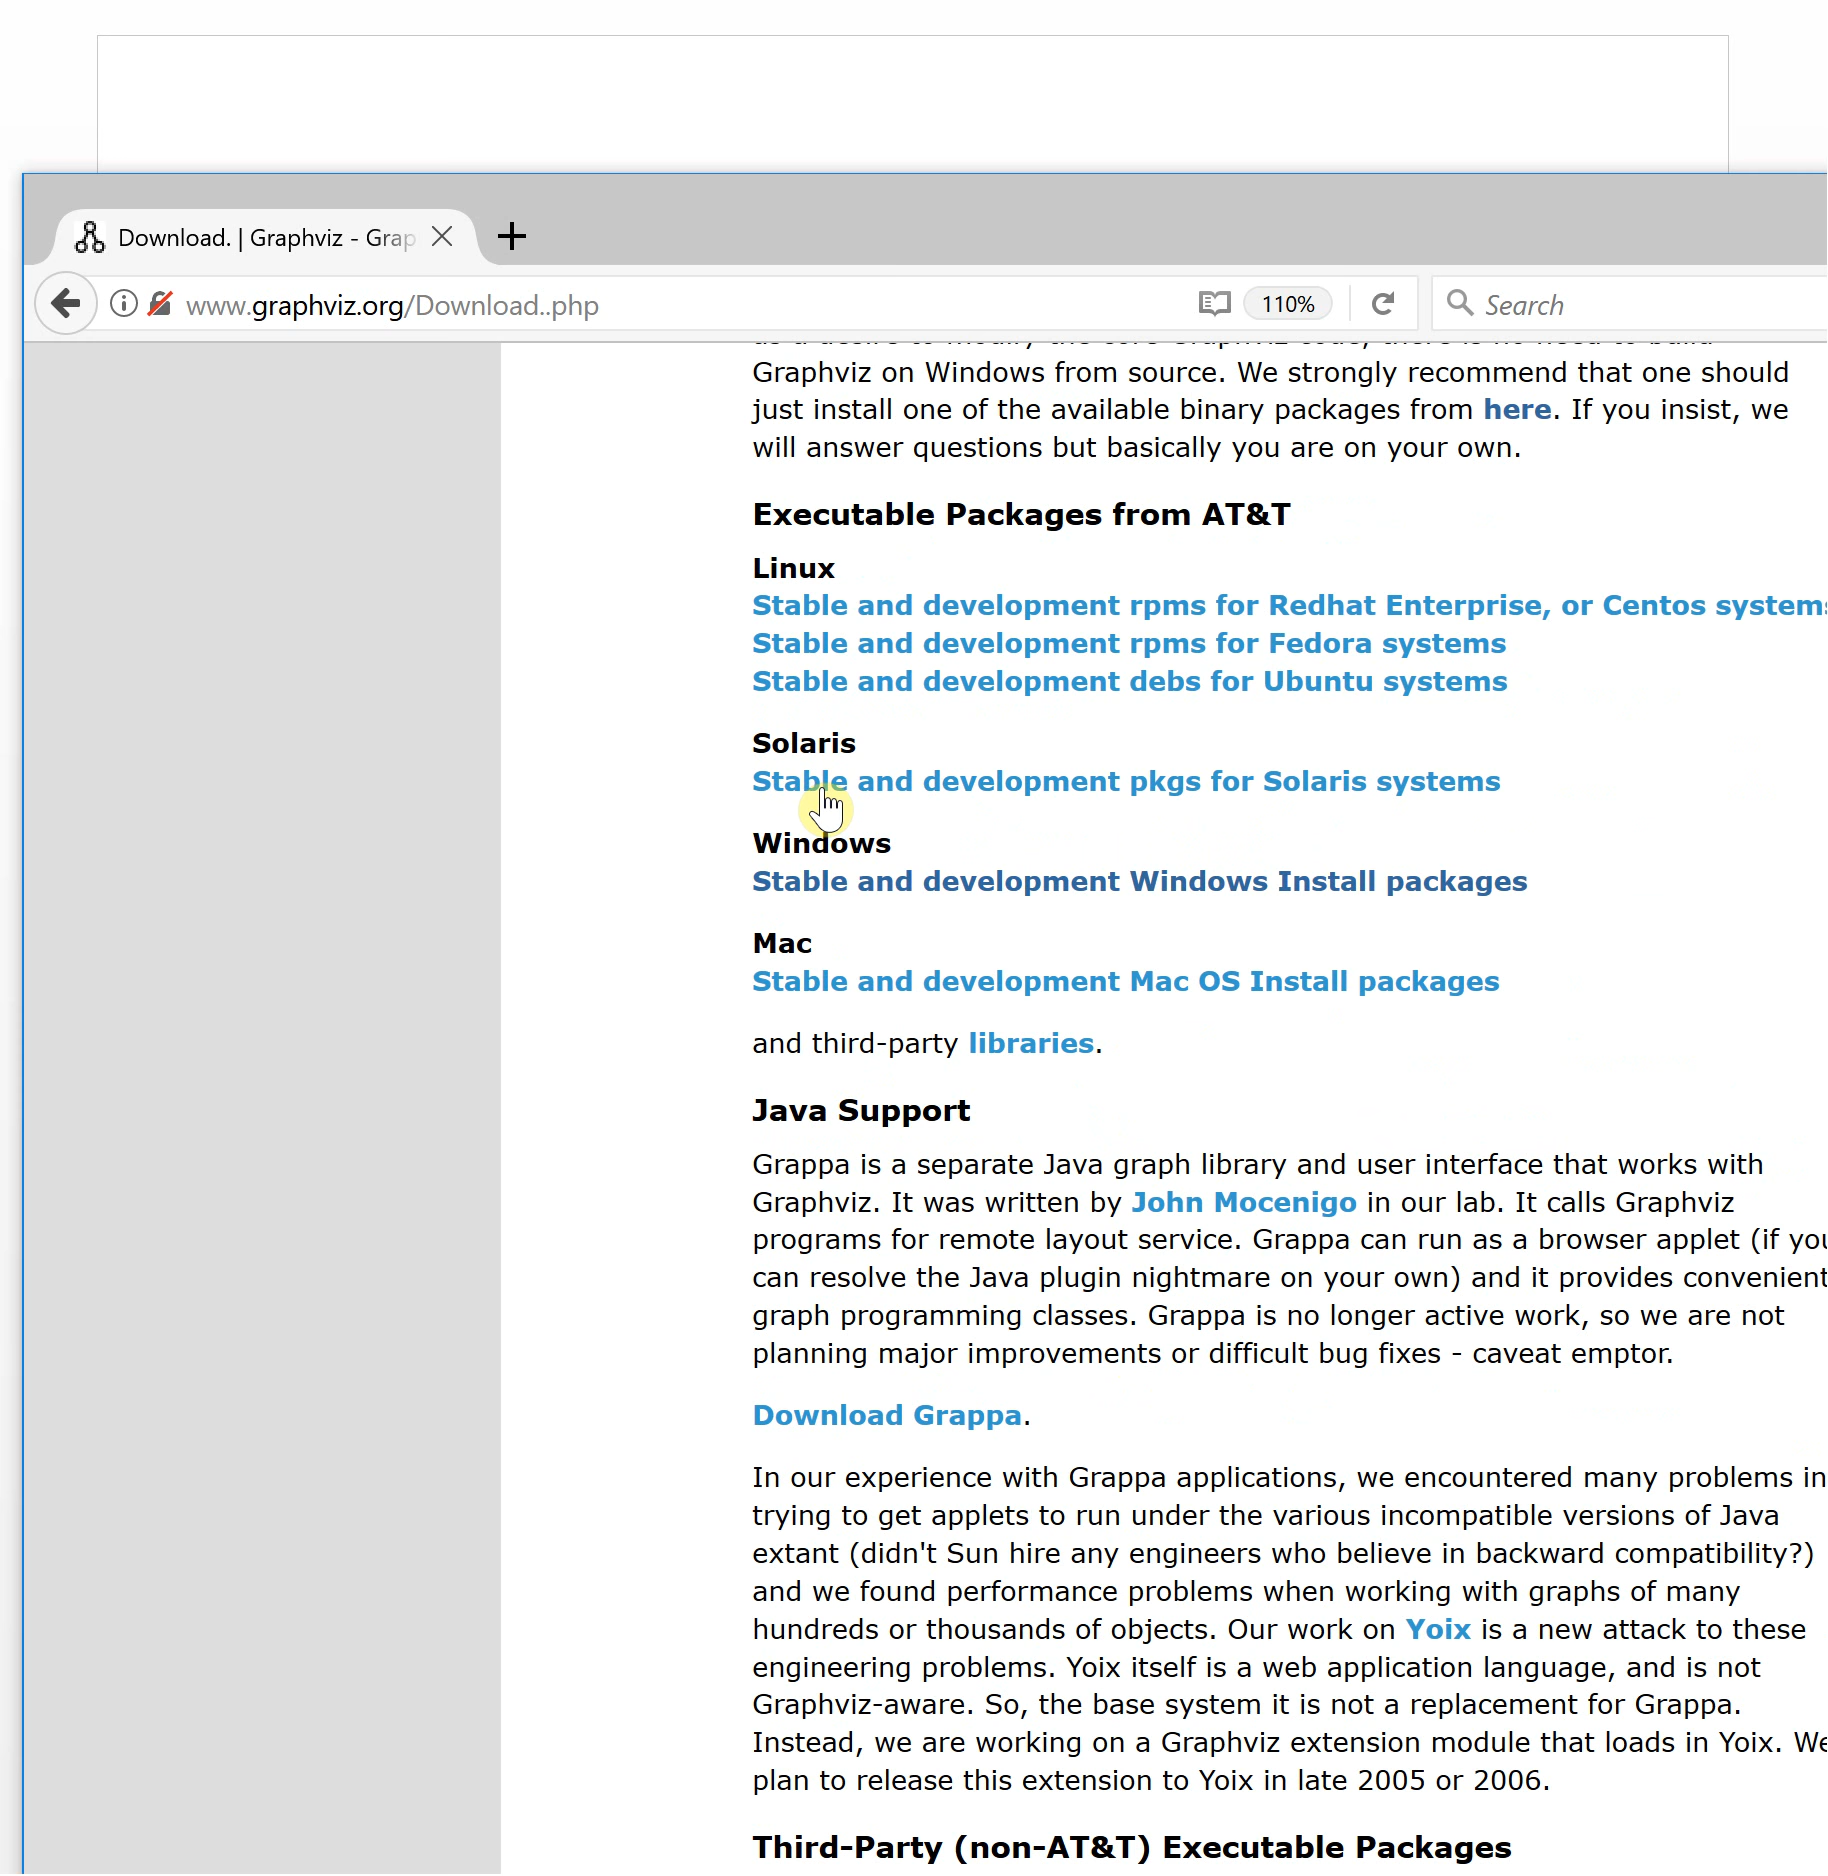 Download. | Graphviz - Grap
www.graphviz.org/Download..php
110%
Search
Graphviz on Windows from source. We strongly recommend that one should
just install one of the available binary packages from here. If you insist, we
will answer questions but basically you are on your own.
Executable Packages from AT&T
Linux
Stable and development rpms for Redhat Enterprise, or Centos systems
Stable and development rpms for Fedora systems
Stable and development debs for Ubuntu systems
Solaris
Stable and development pkgs for Solaris systems
Windows
Stable and development Windows Install packages
Mac
Stable and development Mac OS Install packages
and third-party libraries.
Java Support
Grappa is a separate Java graph library and user interface that works with
Graphviz. It was written by John Mocenigo in our lab. It calls Graphviz
programs for remote layout service. Grappa can run as a browser applet (if you
can resolve the Java plugin nightmare on your own) and it provides convenient
graph programming classes. Grappa is no longer active work, so we are not
planning major improvements or difficult bug fixes - caveat emptor.
Download Grappa.
In our experience with Grappa applications, we encountered many problems in
trying to get applets to run under the various incompatible versions of Java
extant (didn't Sun hire any engineers who believe in backward compatibility?)
and we found performance problems when working with graphs of many
hundreds or thousands of objects. Our work on Yoix is a new attack to these
engineering problems. Yoix itself is a web application language, and is not
Graphviz-aware. So, the base system it is not a replacement for Grappa.
Instead, we are working on a Graphviz extension module that loads in Yoix. We
plan to release this extension to Yoix in late 2005 or 2006.
Third-Party (non-AT&T) Executable Packages